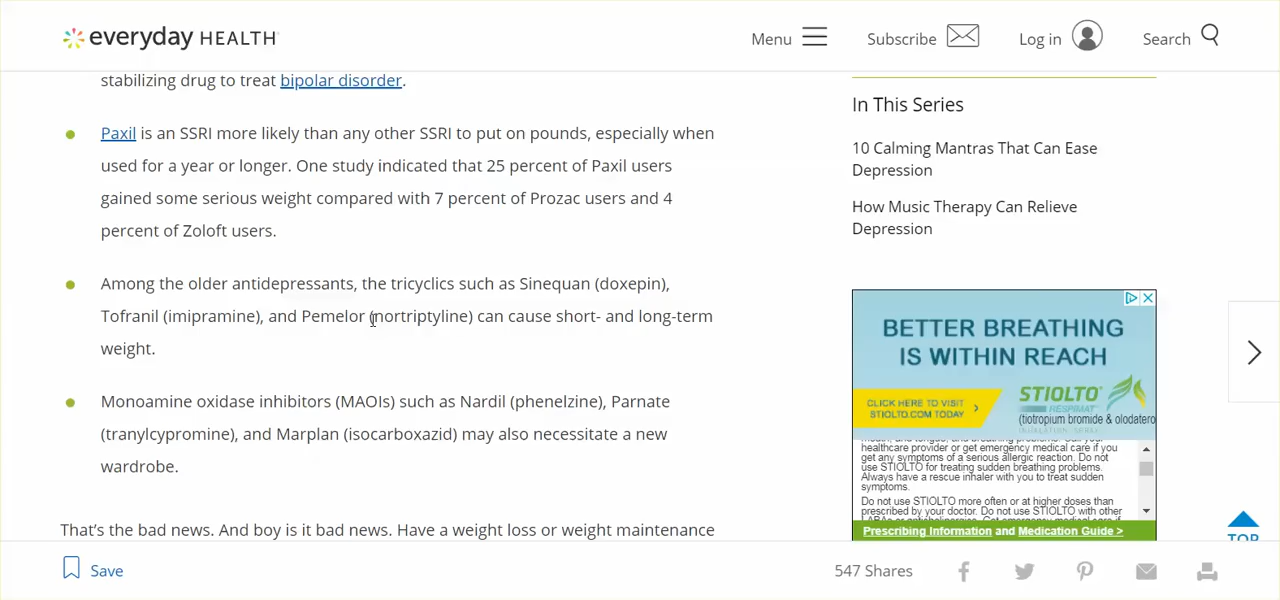 everyday HEALTH
Menu
Subscribe
Log in
Search
stabilizing drug to treat bipolar disorder.
Paxil is an SSRI more likely than any other SSRI to put on pounds, especially when
used for a year or longer. One study indicated that 25 percent of Paxil users
gained some serious weight compared with 7 percent of Prozac users and 4
percent of Zoloft users.
Among the older antidepressants, the tricyclics such as Sinequan (doxepin),
Tofranil (imipramine), and Pemelor (nortriptyline) can cause short- and long-term
weight.
Monoamine oxidase inhibitors (MAOIs) such as Nardil (phenelzine), Parnate
(tranylcypromine), and Marplan (isocarboxazid) may also necessitate a new
wardrobe.
That's the bad news. And boy is it bad news. Have a weight loss or weight maintenance
In This Series
10 Calming Mantras That Can Ease
Depression
How Music Therapy Can Relieve
Depression
BETTER BREATHING
IS WITHIN REACH
CLICK HERE TO VISIT
STIOLTO.COM TODAY
STIOLTO
RESPIMAT
(tiotropium bromide & olodatero
healthcare provider or get emergency medical care if you
get any symptoms of a serious allergic reaction. Do not
use STIOLTO for treating sudden breathing problems.
Always have a rescue inhaler with you to treat sudden
symptoms.
Do not use STIOLTO more often or at higher doses than
prescribed by your doctor. Do not use STIOLTO with other
Prescribing Information and Medication Guide >
TOP
Save
547 Shares